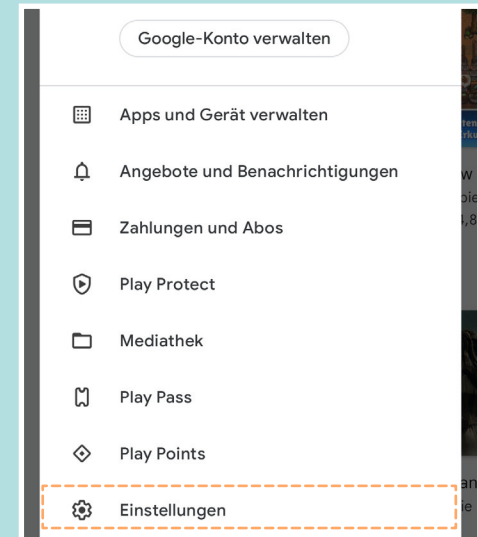 Google-Konto verwalten
Apps und Gerät verwalten
Angebote und Benachrichtigungen
Zahlungen und Abos
Play Protect
Mediathek
Play Pass
Play Points
Einstellungen